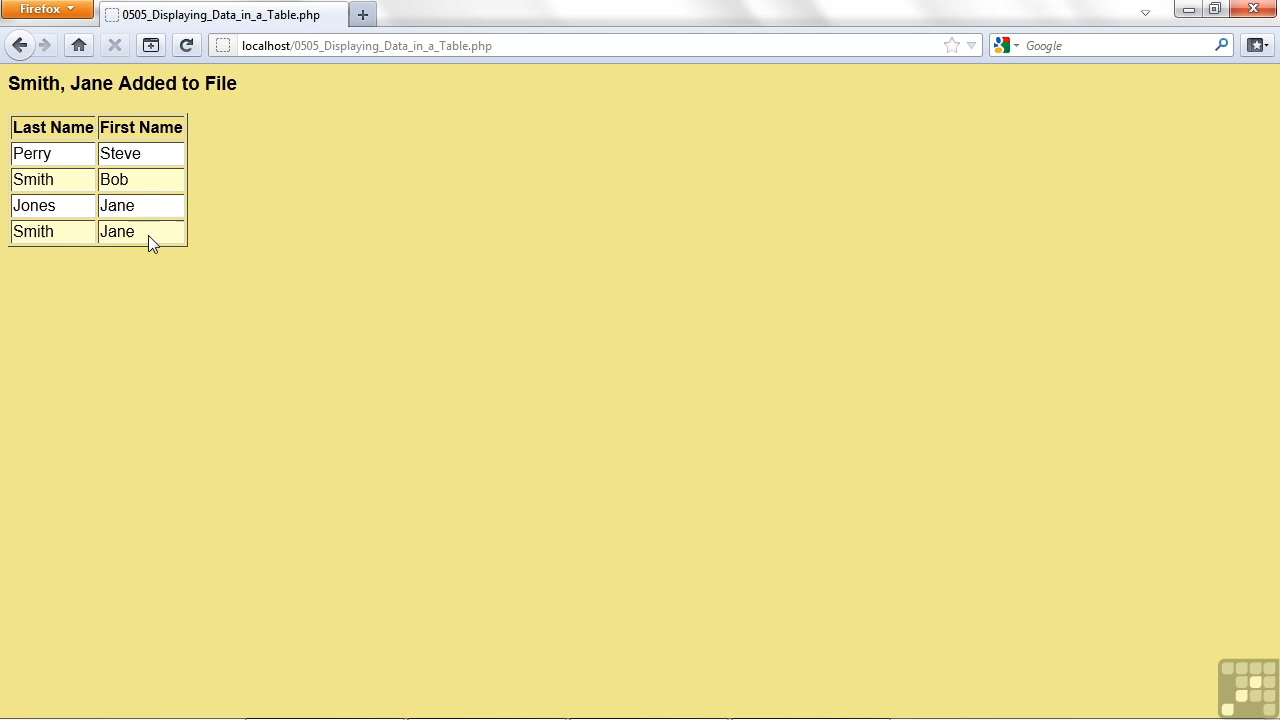 Firefox
0505_Displaying_Data_in_a_Table.php
localhost/0505_Displaying_Data_in_a_Table.php
Google
Smith, Jane Added to File
Last Name First Name
Perry Steve
Smith Bob
Jones Jane
Smith Jane